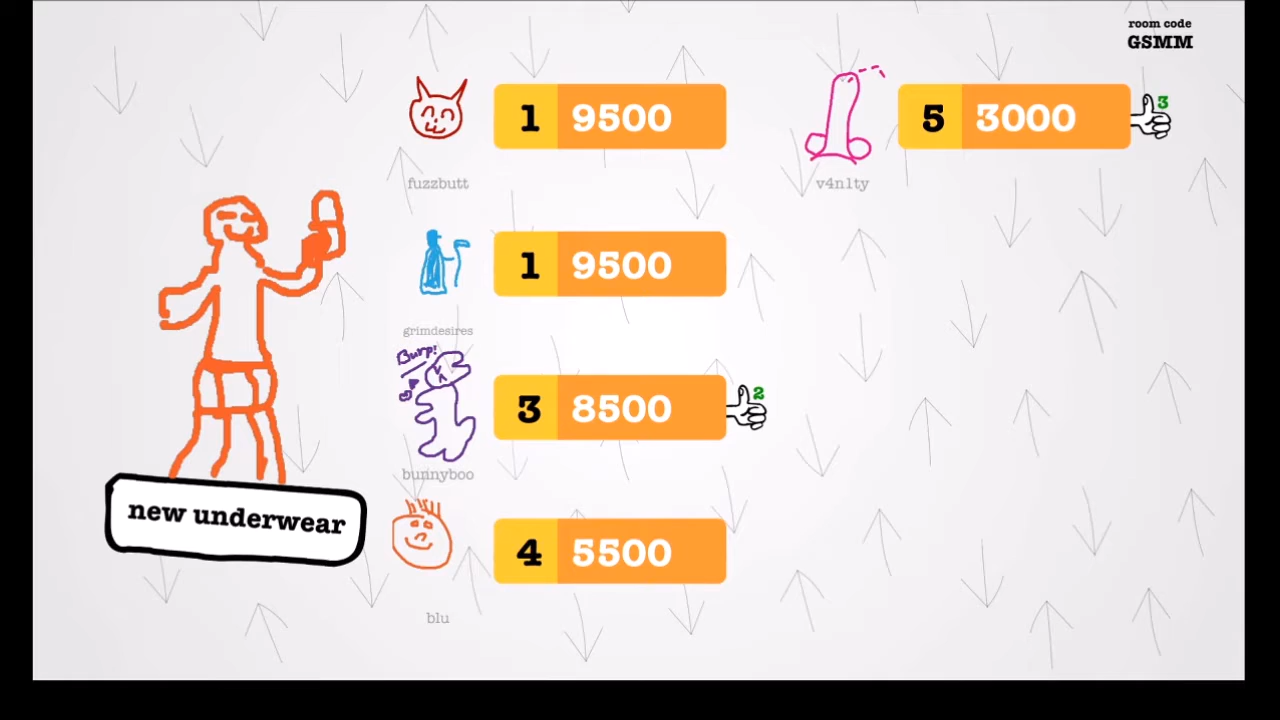 room code
GSMM
1 9500
fuzzbutt
5 3000
3
v4n1ty
1 9500
grimdesires
Burp!
3 8500
2
bunnyboo
new underwear
4 5500
blu